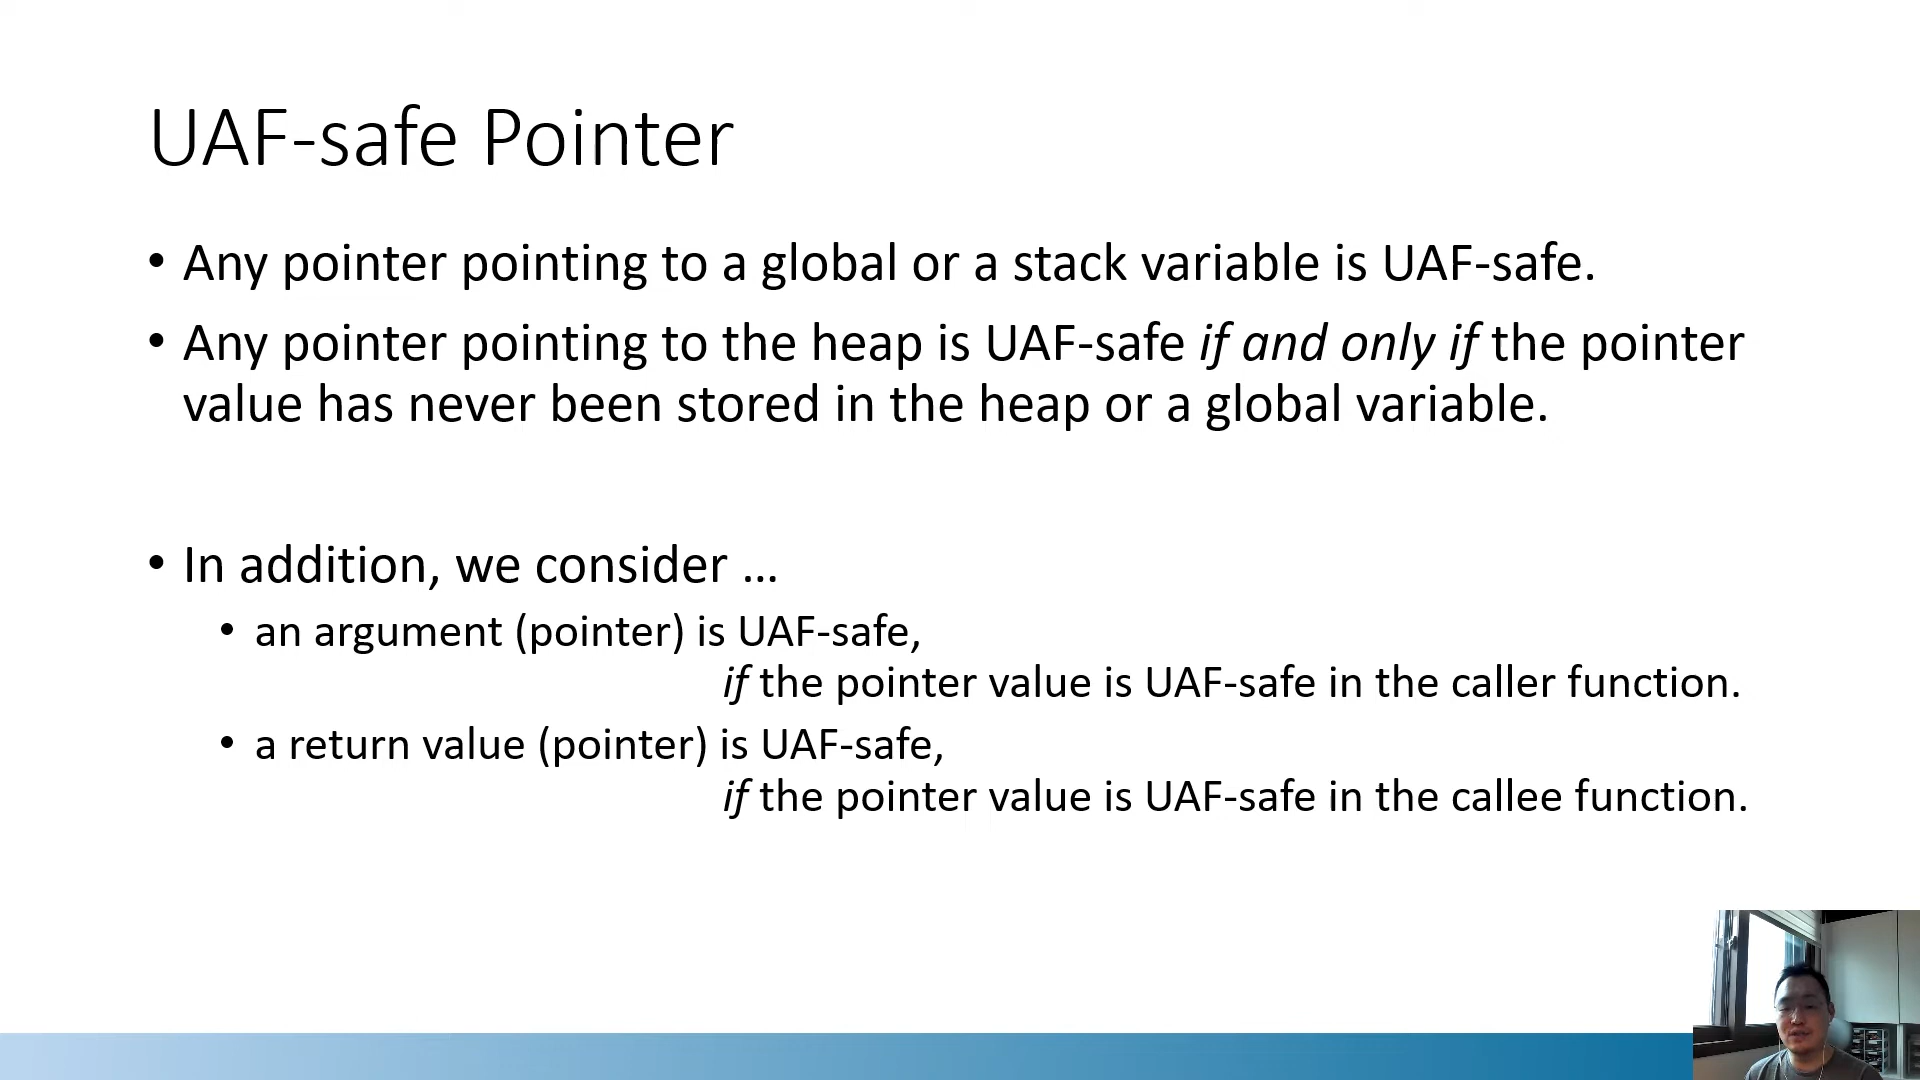 UAF-safe Pointer
• Any pointer pointing to a global or a stack variable is UAF-safe.
• Any pointer pointing to the heap is UAF-safe if and only if the pointer
value has never been stored in the heap or a global variable.
• In addition, we consider …
• an argument (pointer) is UAF-safe,
if the pointer value is UAF-safe in the caller function.
• a return value (pointer) is UAF-safe,
if the pointer value is UAF-safe in the callee function.